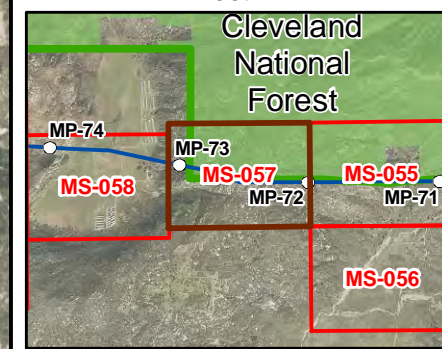 Cleveland
National
Forest
MP-74
MP-73
MS-058
MS-057
MP-72
MS-055
MP-71
MS-056